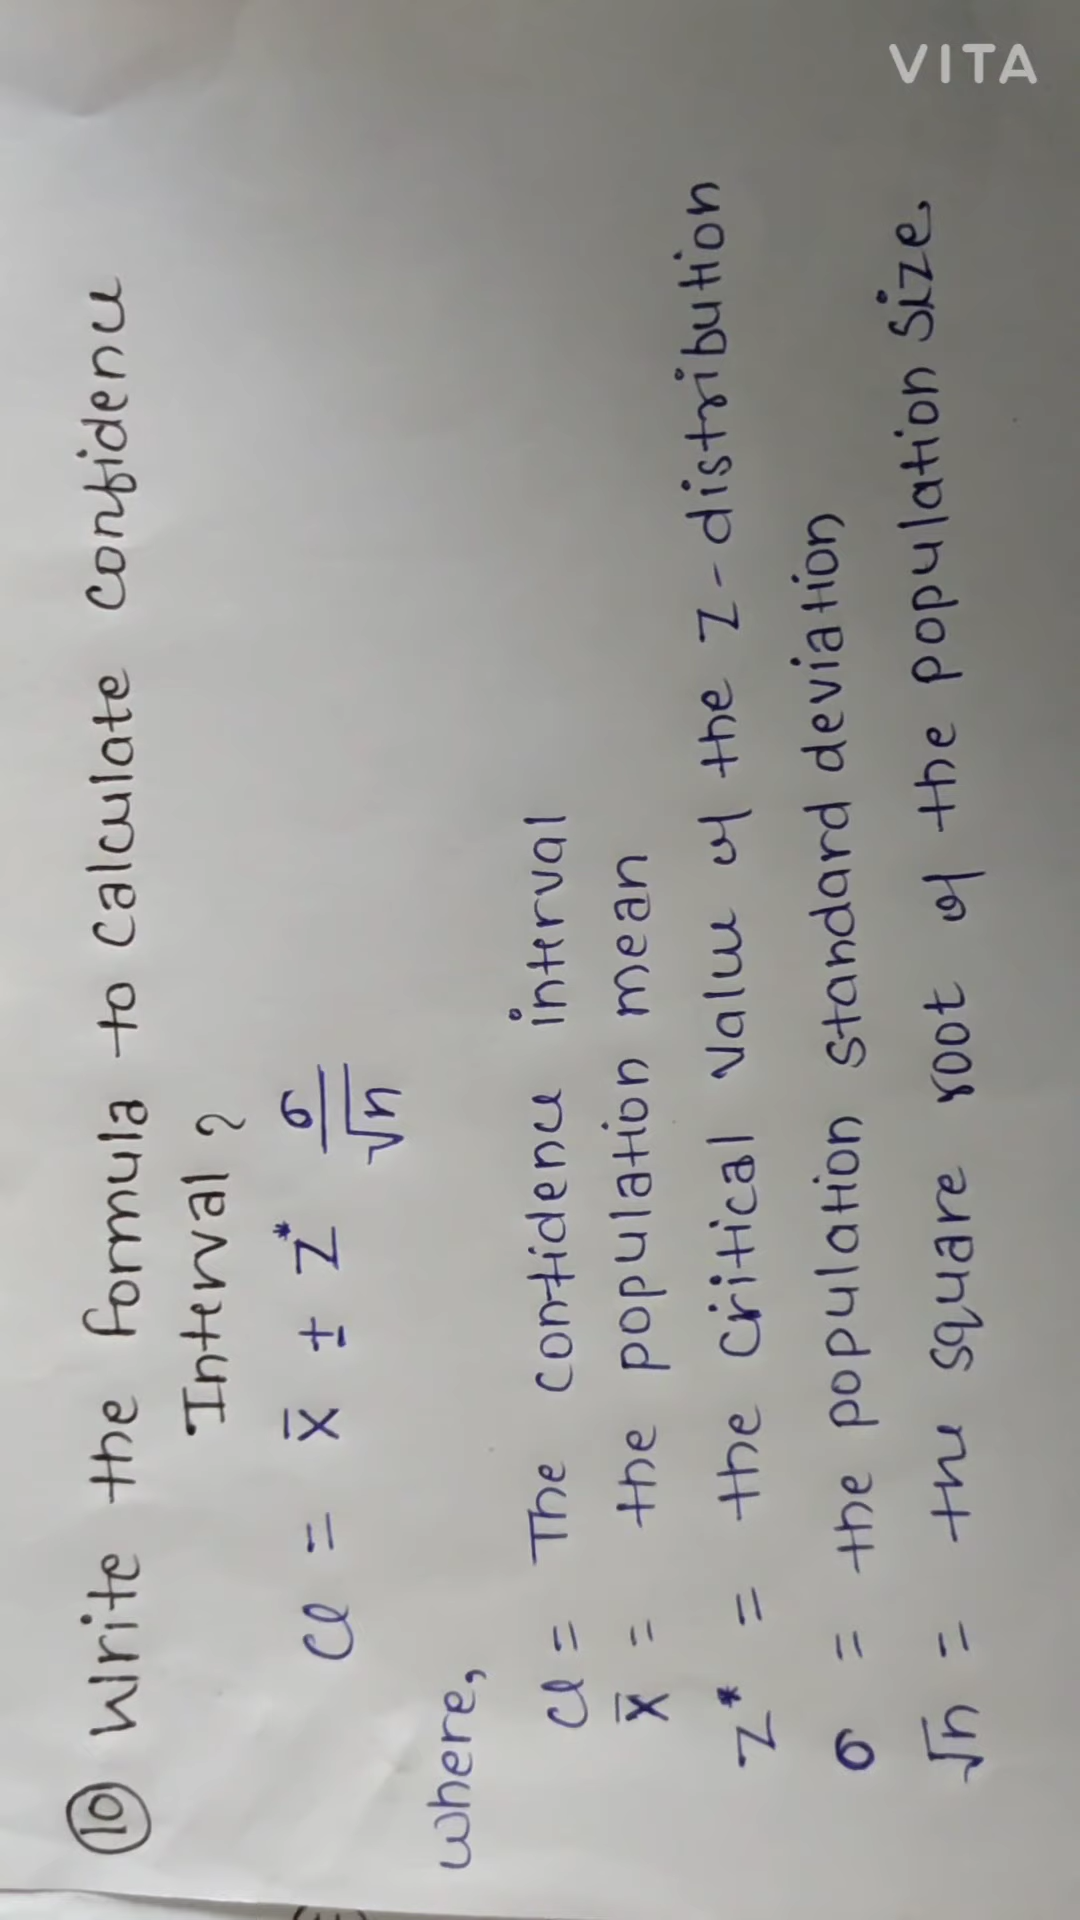 VITA
10 Write the formula to calculate confidence
Interval ?
CI = x̄ ± Z* σ/√n
where,
CI = The confidence interval
x̄ = the population mean
Z* = the critical value of the Z-distribution
σ = the population standard deviation
√n = the square root of the population size.